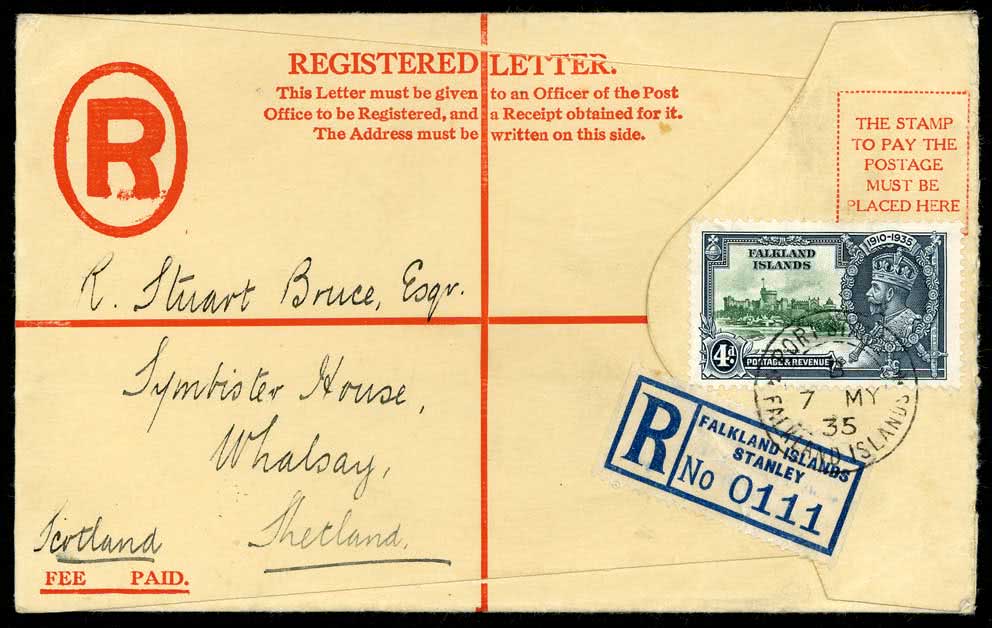 REGISTERED LETTER.
This Letter must be given to an Officer of the Post
Office to be Registered, and a Receipt obtained for it.
The Address must be written on this side.
R
THE STAMP
TO PAY THE
POSTAGE
MUST BE
PLACED HERE
1910-1935
FALKLAND
ISLANDS
4d.
POSTAGE & REVENUE
R. Stuart Bruce, Esqr.
Symbister House,
Whalsay,
Shetland.
Scotland
FEE PAID.
PORT
7 MY
35
FALKLAND ISLANDS
R
FALKLAND ISLANDS
STANLEY
No 0111